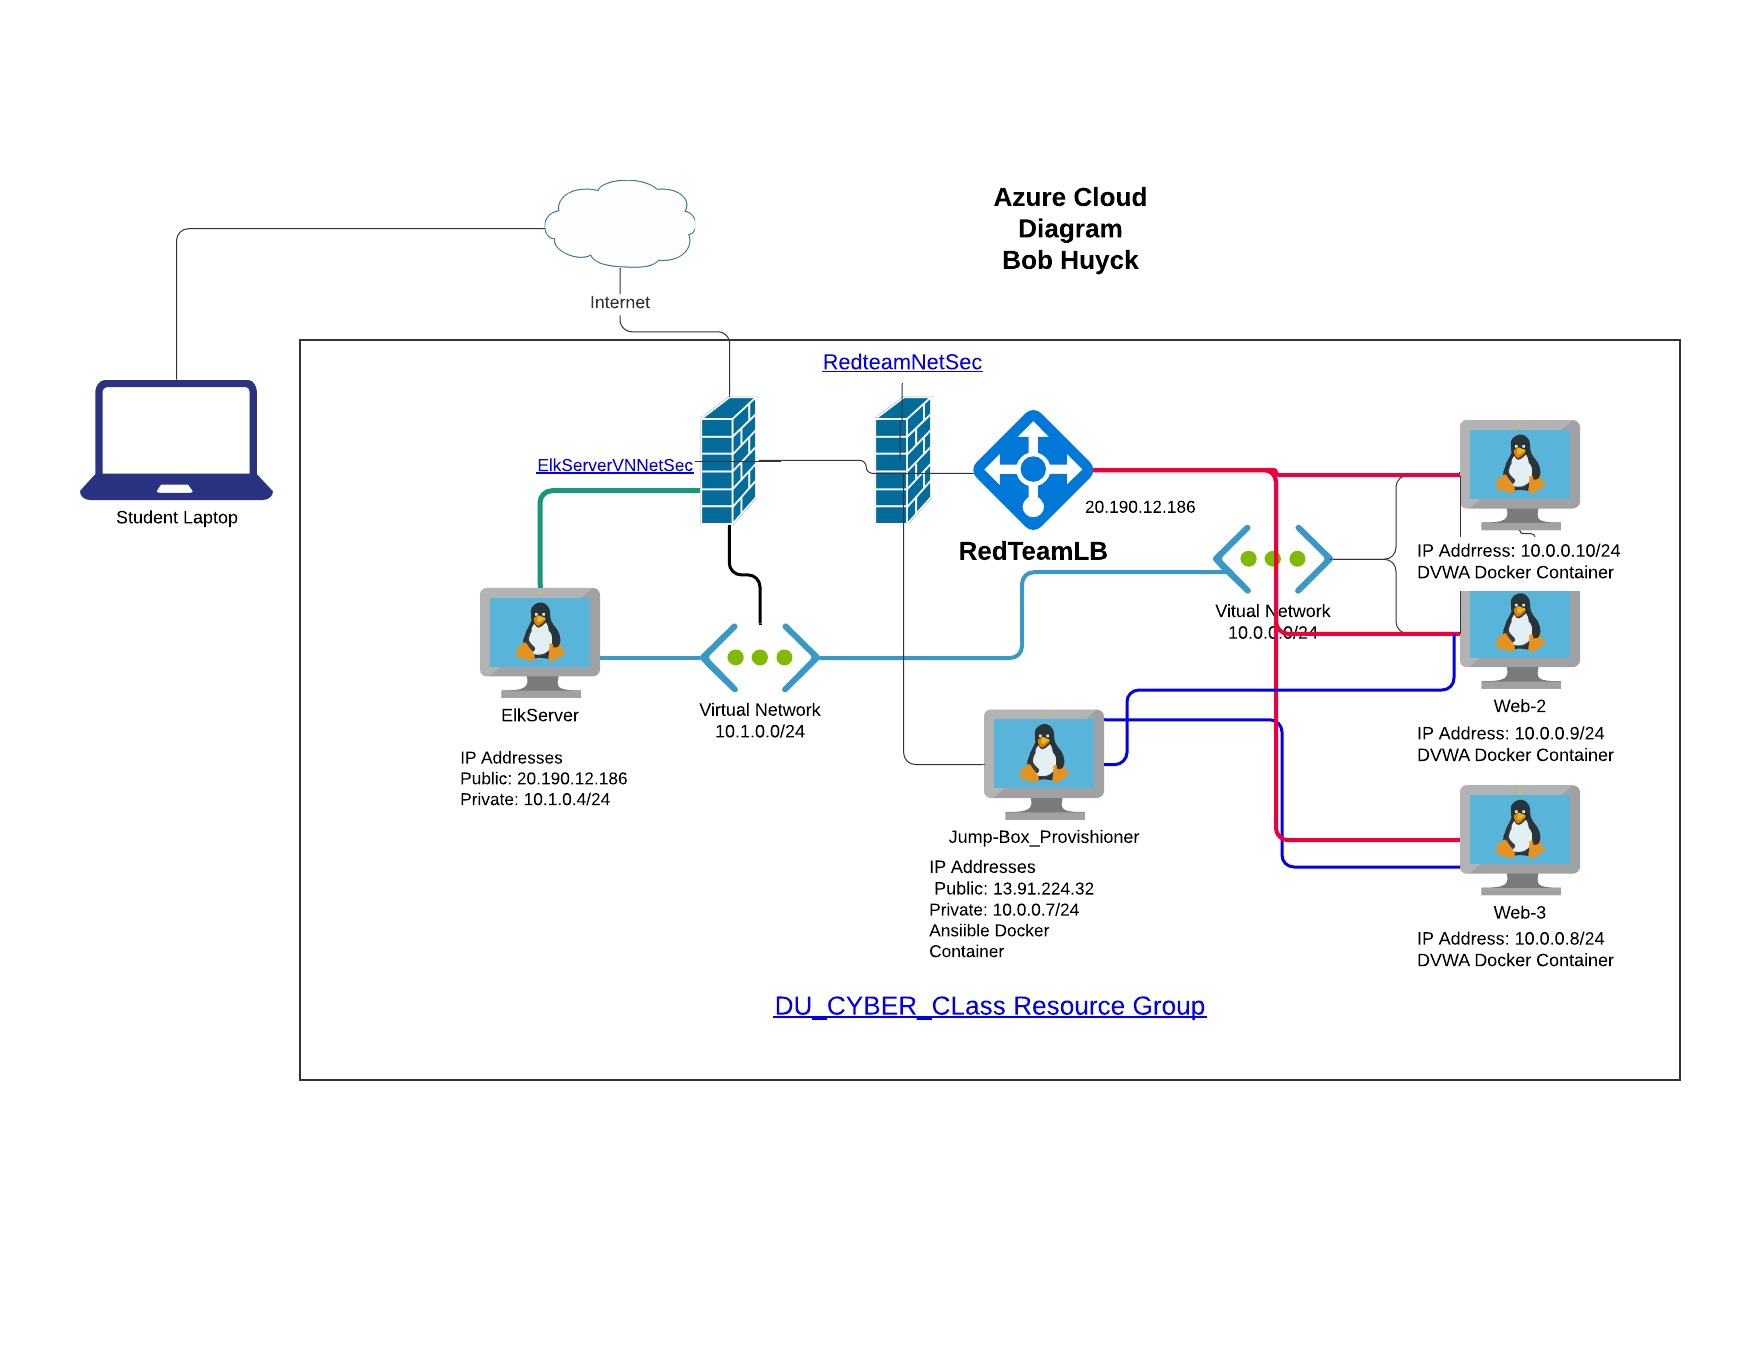 Azure Cloud
Diagram
Bob Huyck
Internet
RedteamNetSec
ElkServerVNNetSec
Student Laptop
20.190.12.186
RedTeamLB
IP Addrress: 10.0.0.10/24
DVWA Docker Container
Vitual Network
10.0.0.0/24
ElkServer
Virtual Network
10.1.0.0/24
Web-2
IP Address: 10.0.0.9/24
DVWA Docker Container
IP Addresses
Public: 20.190.12.186
Private: 10.1.0.4/24
Jump-Box_Provishioner
IP Addresses
Public: 13.91.224.32
Private: 10.0.0.7/24
Ansiible Docker
Container
Web-3
IP Address: 10.0.0.8/24
DVWA Docker Container
DU_CYBER_CLass Resource Group